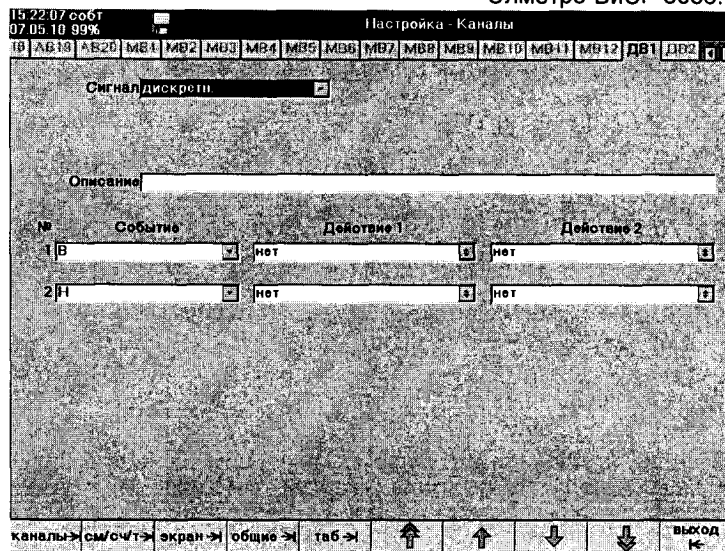 15:22:07 собт
07.05.10 99%
Настройка - Каналы
18 АВ19 АВ20 МВ1 МВ2 МВ3 МВ4 МВ5 МВ6 МВ7 МВ8 МВ9 МВ10 МВ11 МВ12 ДВ1 ДВ2
Сигнал дискретн.
Описание
№ Событие Действие 1 Действие 2
1 В нет нет
2 Н нет нет
каналы см/сч/т экран общие таб выход